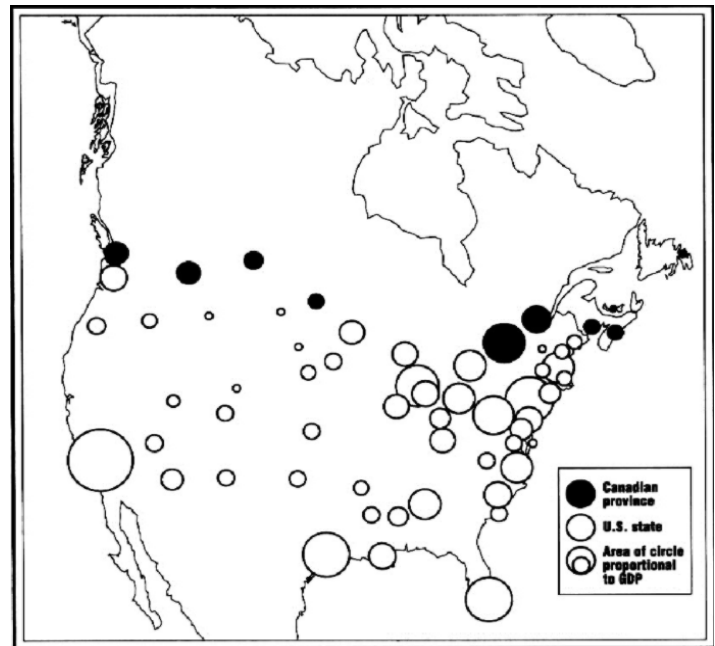 Canadian
province
U.S. state
Area of circle
proportional
to GDP